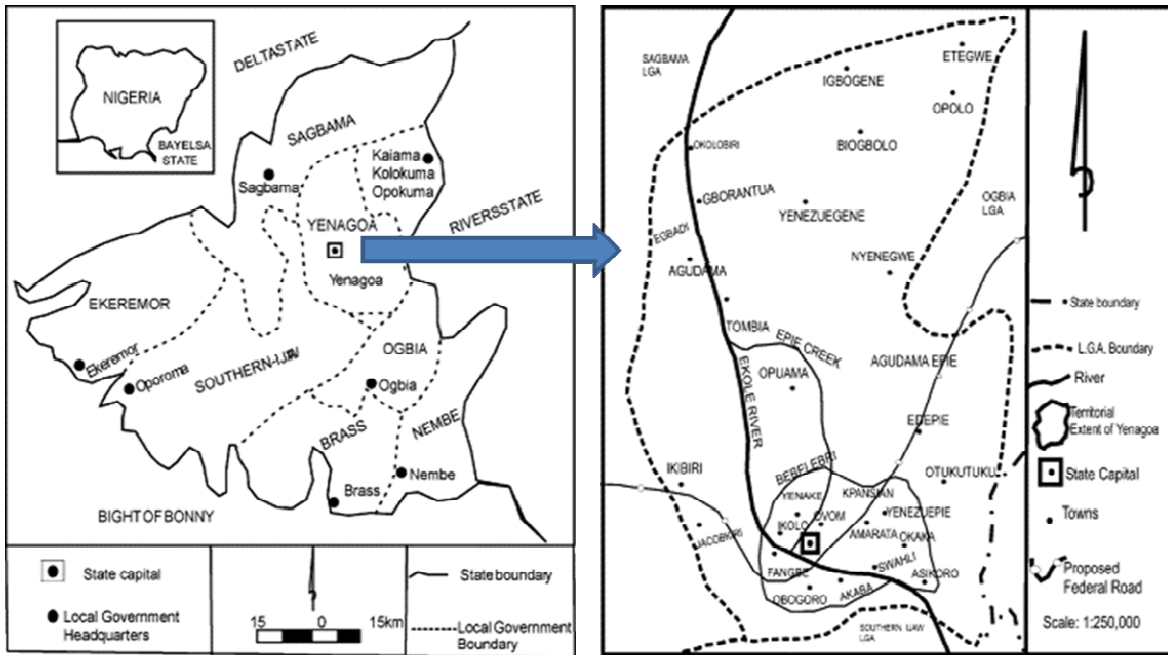 NIGERIA
BAYELSA
STATE
DELTASTATE
SAGBAMA
Sagbama
Kaiama
Kolokuma
Opokuma
RIVERSSTATE
YENAGOA
Yenagoa
EKEREMOR
Ekeremor
Oporoma
SOUTHERN-IJAW
OGBIA
Ogbia
BRASS
NEMBE
Nembe
Brass
BIGHT OF BONNY
State capital
Local Government
Headquarters
15 0 15km
State boundary
Local Government
Boundary
SAGBAMA
LGA
ETEGWE
IGBOGENE
OPOLO
BIOGBOLO
OKOLOBIRI
GBORANTUA
YENEZUEGENE
OGBIA
LGA
EGBADI
AGUDAMA
NYENEGWE
TOMBIA
EPIE CREEK
EKOLE RIVER
OPUAMA
AGUDAMA EPIE
EDEPIE
IKIBIRI
BEBELEBRI
OTUKUTUKU
YENAKE
KPANSIAN
OVOM
YENEZUEPIE
IKOLO
AMARATA
OKAKA
FANGBE
SWAHLI
OBOGORO
AKABA
ASIKORO
SOUTHERN IJAW
LGA
State boundary
L.G.A. Boundary
River
Territorial
Extent of Yenagoa
State Capital
Towns
Proposed
Federal Road
Scale: 1:250,000